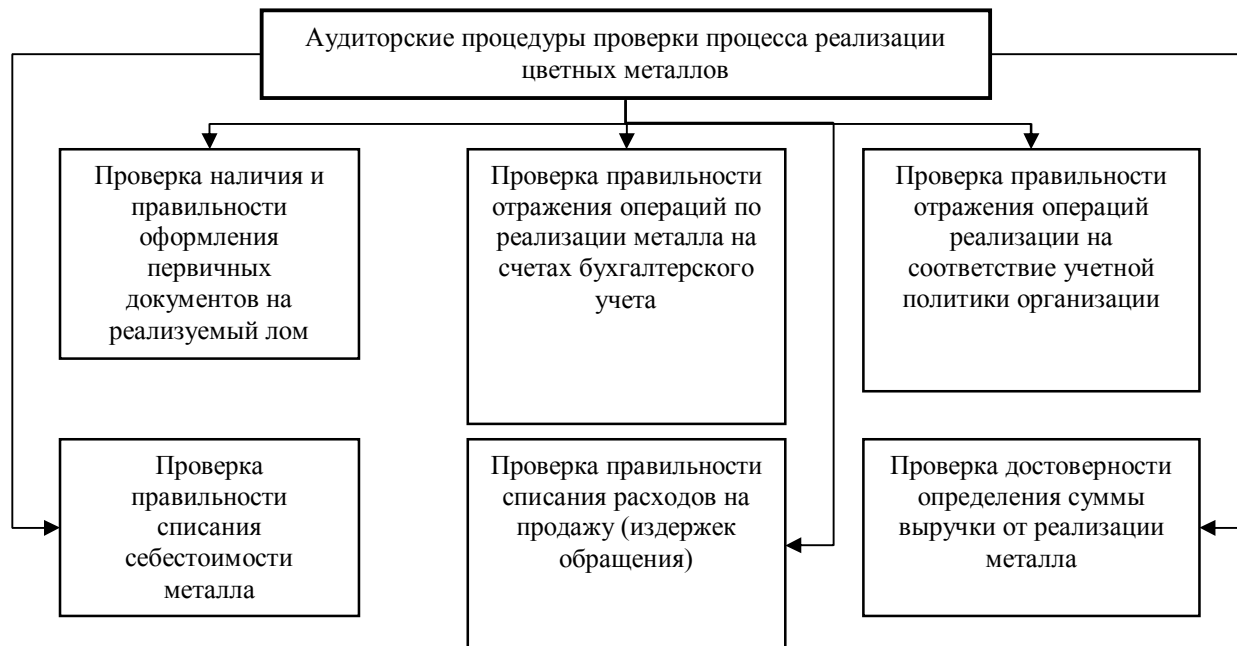 Аудиторские процедуры проверки процесса реализации
цветных металлов
Проверка наличия и
правильности
оформления
первичных
документов на
реализуемый лом
Проверка правильности
отражения операций по
реализации металла на
счетах бухгалтерского
учета
Проверка правильности
отражения операций
реализации на
соответствие учетной
политики организации
Проверка
правильности
списания
себестоимости
металла
Проверка правильности
списания расходов на
продажу (издержек
обращения)
Проверка достоверности
определения суммы
выручки от реализации
металла